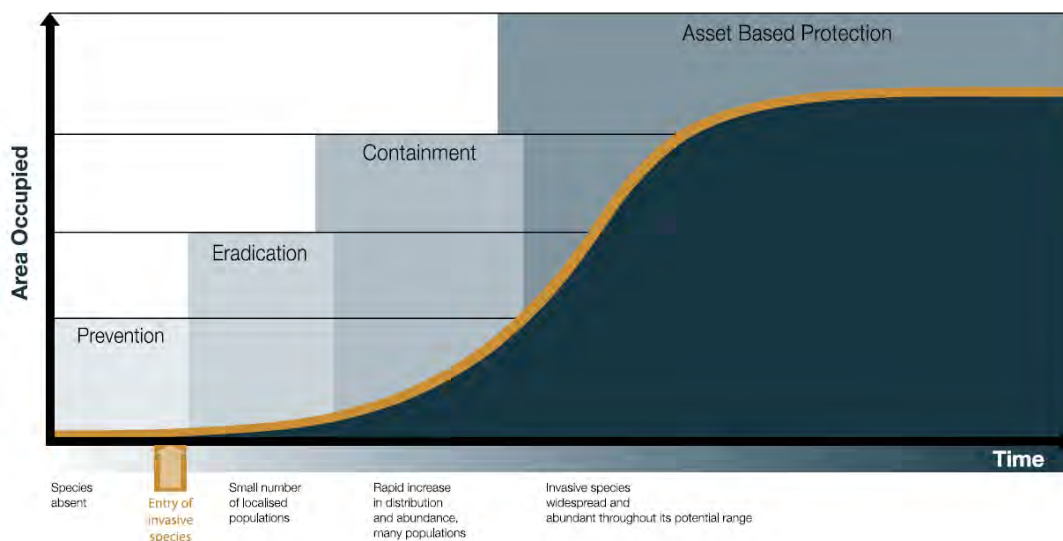 Asset Based Protection
Containment
Eradication
Prevention
Area Occupied
Time
Species
absent
Entry of
invasive
species
Small number
of localised
populations
Rapid increase
in distribution
and abundance,
many populations
Invasive species
widespread and
abundant throughout its potential range